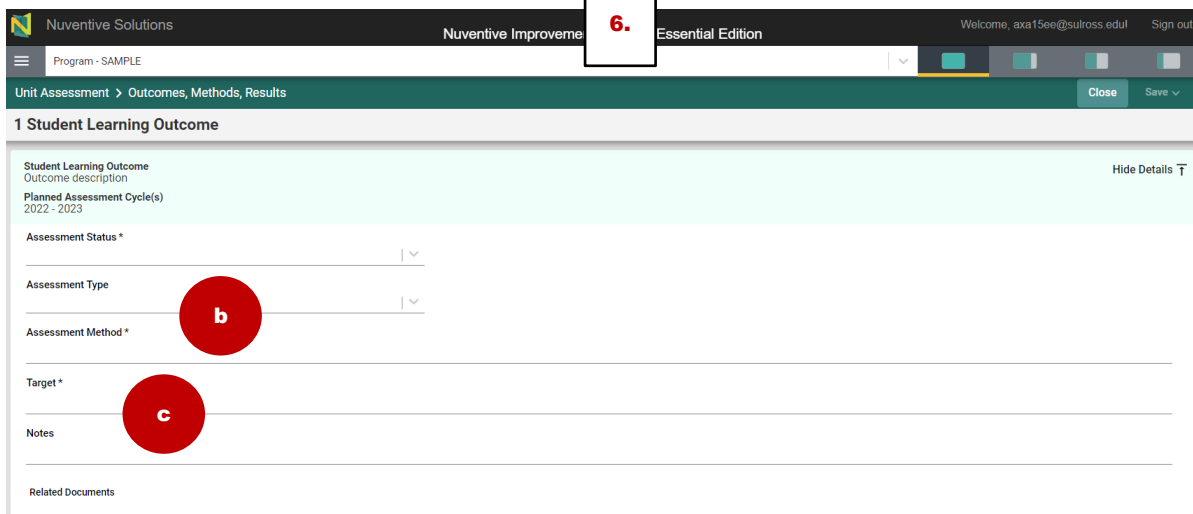 Nuventive Solutions
Nuventive Improveme
6.
Essential Edition
Welcome, axa15ee@sulross.edu!
Sign out
Program - SAMPLE
Unit Assessment > Outcomes, Methods, Results
Close
Save
1 Student Learning Outcome
Student Learning Outcome
Outcome description
Hide Details
Planned Assessment Cycle(s)
2022 - 2023
Assessment Status *
Assessment Type
b
Assessment Method *
Target *
c
Notes
Related Documents